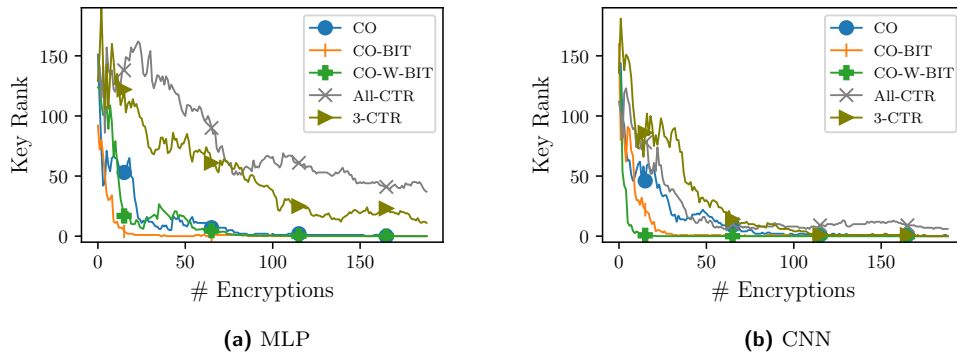 CO
CO-BIT
CO-W-BIT
All-CTR
3-CTR
150
100
50
0
Key Rank
0 50 100 150
# Encryptions
(a) MLP
CO
CO-BIT
CO-W-BIT
All-CTR
3-CTR
150
100
50
0
Key Rank
0 50 100 150
# Encryptions
(b) CNN